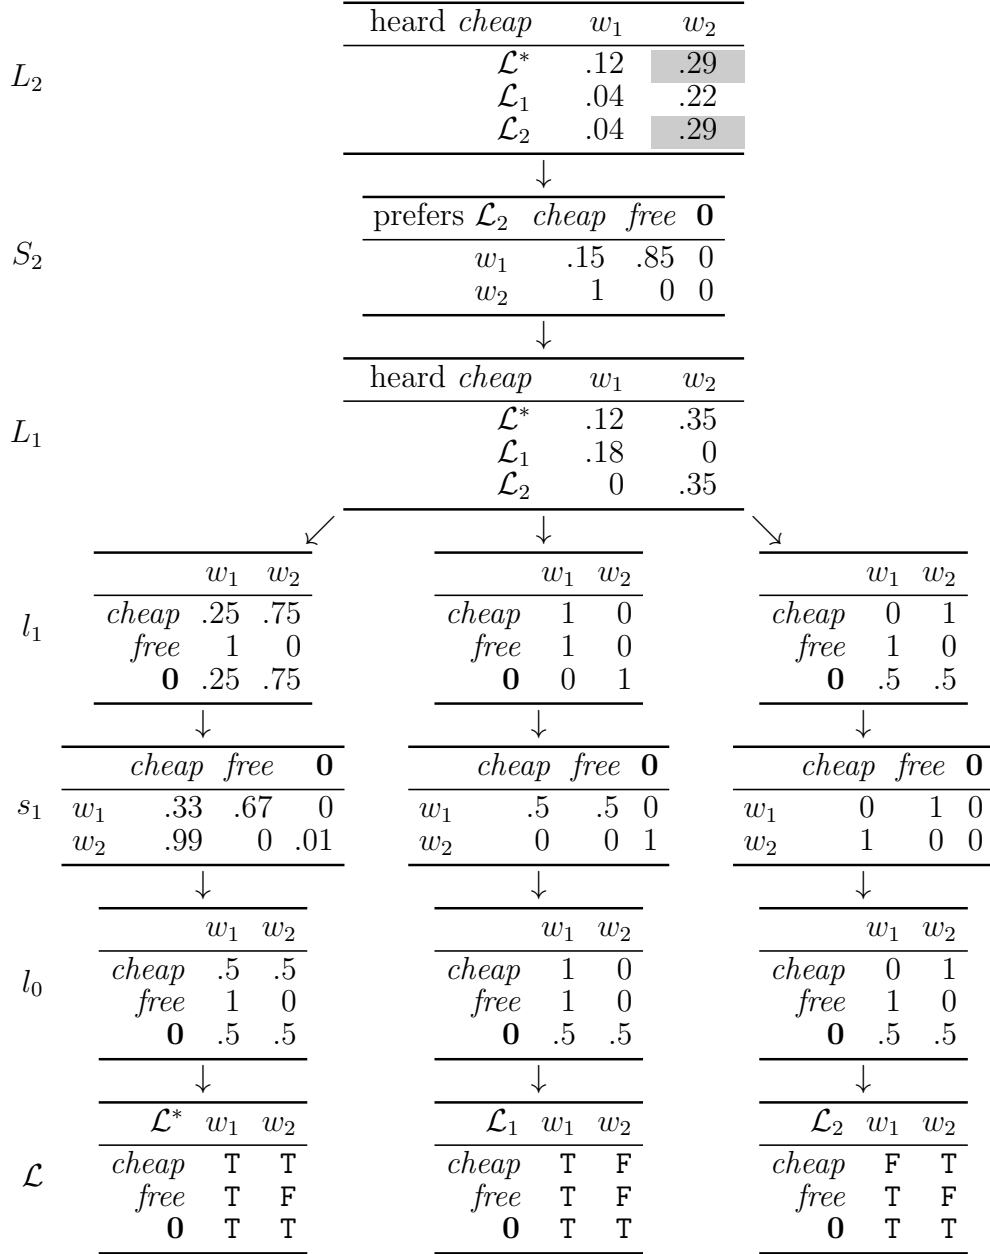 heard cheap w₁ w₂
L₂
ℒ* .12 .29
ℒ₁ .04 .22
ℒ₂ .04 .29
↓
prefers ℒ₂ cheap free 0
S₂
w₁ .15 .85 0
w₂ 1 0 0
↓
heard cheap w₁ w₂
L₁
ℒ* .12 .35
ℒ₁ .18 0
ℒ₂ 0 .35
↙ ↓ ↘
w₁ w₂ w₁ w₂ w₁ w₂
l₁
cheap .25 .75 cheap 1 0 cheap 0 1
free 1 0 free 1 0 free 1 0
0 .25 .75 0 0 1 0 .5 .5
↓ ↓ ↓
cheap free 0 cheap free 0 cheap free 0
s₁
w₁ .33 .67 0 w₁ .5 .5 0 w₁ 0 1 0
w₂ .99 0 .01 w₂ 0 0 1 w₂ 1 0 0
↓ ↓ ↓
w₁ w₂ w₁ w₂ w₁ w₂
l₀
cheap .5 .5 cheap 1 0 cheap 0 1
free 1 0 free 1 0 free 1 0
0 .5 .5 0 .5 .5 0 .5 .5
↓ ↓ ↓
ℒ* w₁ w₂ ℒ₁ w₁ w₂ ℒ₂ w₁ w₂
ℒ
cheap T T cheap T F cheap F T
free T F free T F free T F
0 T T 0 T T 0 T T